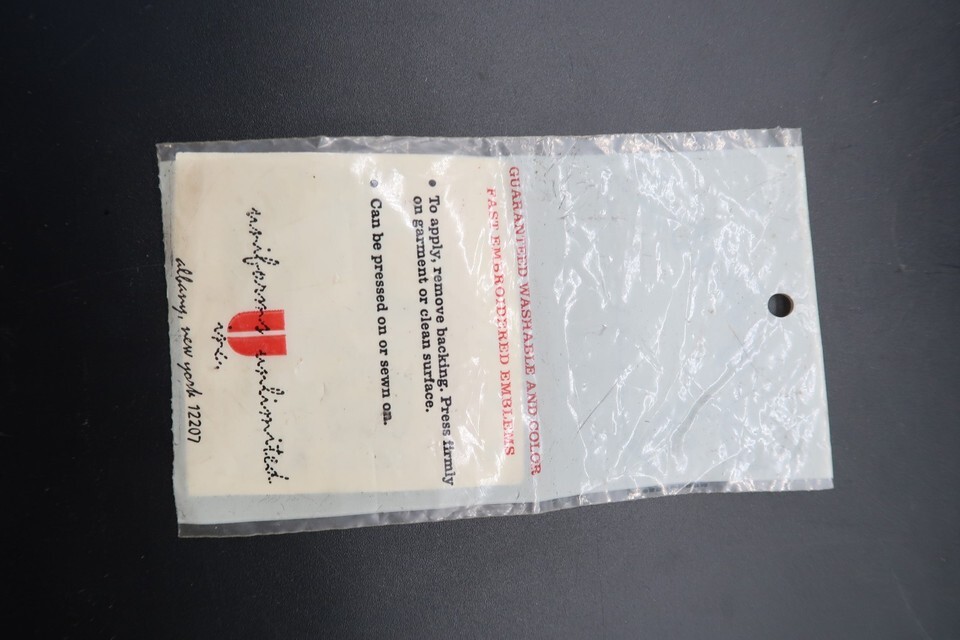 GUARANTEED WASHABLE AND COLOR
FAST EMBROIDERED EMBLEMS
• To apply, remove backing. Press firmly
on garment or clean surface.
• Can be pressed on or sewn on.
uniforms unlimited
inc.
albany, new york 12207